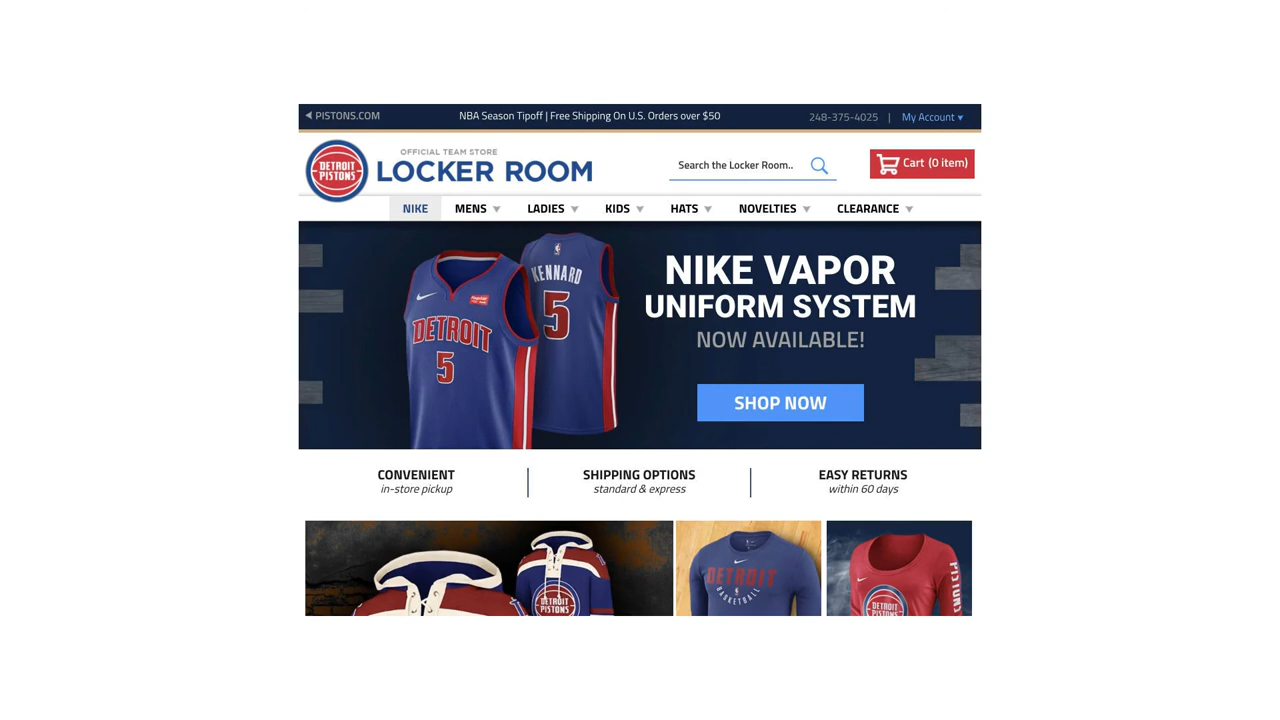 PISTONS.COM
NBA Season Tipoff | Free Shipping On U.S. Orders over $50
248-375-4025 | My Account
DETROIT
PISTONS
OFFICIAL TEAM STORE
LOCKER ROOM
Search the Locker Room..
Cart (0 item)
NIKE MENS LADIES KIDS HATS NOVELTIES CLEARANCE
KENNARD
5
DETROIT
5
NIKE VAPOR
UNIFORM SYSTEM
NOW AVAILABLE!
SHOP NOW
CONVENIENT
in-store pickup
SHIPPING OPTIONS
standard & express
EASY RETURNS
within 60 days
DETROIT
PISTONS
DETROIT
BASKETBALL
DETROIT
PISTONS
PISTONS